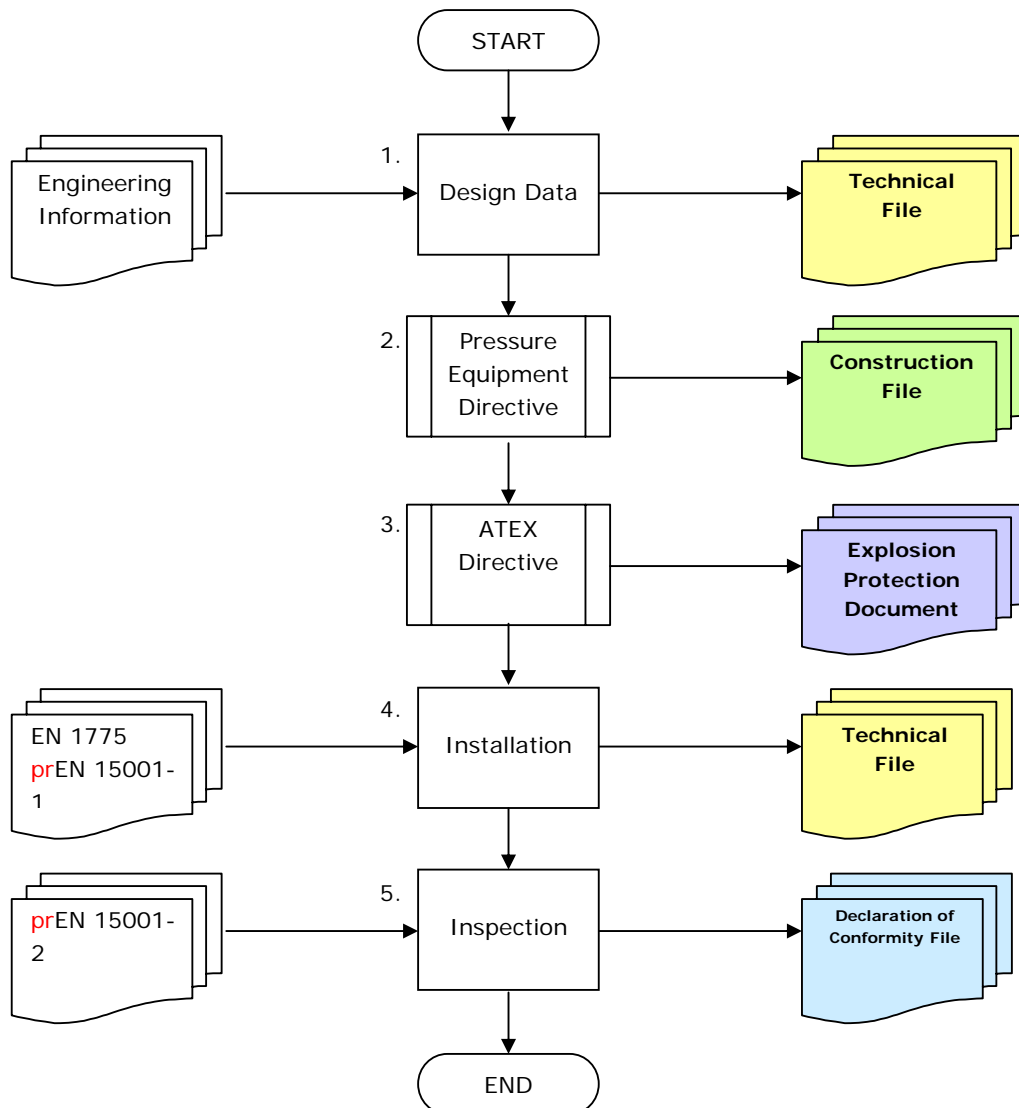 START
1.
Engineering
Information
Design Data
Technical
File
2.
Pressure
Equipment
Directive
Construction
File
3.
ATEX
Directive
Explosion
Protection
Document
4.
EN 1775
prEN 15001-
1
Installation
Technical
File
5.
prEN 15001-
2
Inspection
Declaration of
Conformity File
END